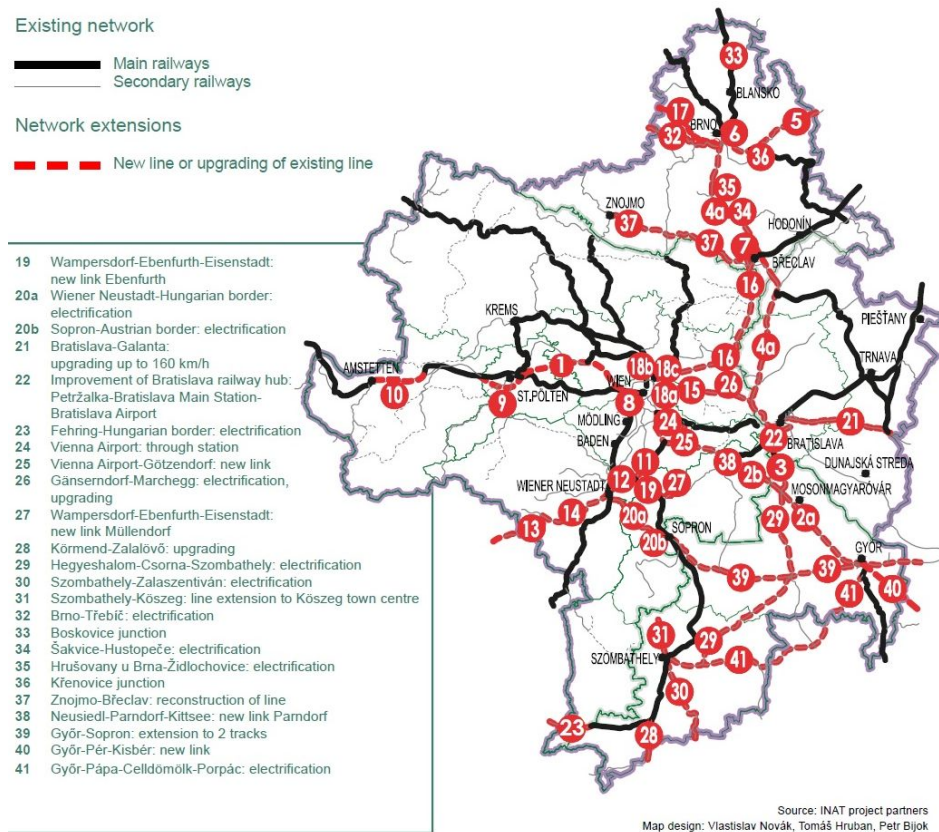 Existing network
Main railways
Secondary railways
Network extensions
New line or upgrading of existing line
19 Wampersdorf-Ebenfurth-Eisenstadt:
new link Ebenfurth
20a Wiener Neustadt-Hungarian border:
electrification
20b Sopron-Austrian border: electrification
21 Bratislava-Galanta:
upgrading up to 160 km/h
22 Improvement of Bratislava railway hub:
Petržalka-Bratislava Main Station-
Bratislava Airport
23 Fehring-Hungarian border: electrification
24 Vienna Airport: through station
25 Vienna Airport-Götzendorf: new link
26 Gänserndorf-Marchegg: electrification,
upgrading
27 Wampersdorf-Ebenfurth-Eisenstadt:
new link Müllendorf
28 Körmend-Zalalövő: upgrading
29 Hegyeshalom-Csorna-Szombathely: electrification
30 Szombathely-Zalaszentiván: electrification
31 Szombathely-Köszeg: line extension to Köszeg town centre
32 Brno-Třebíč: electrification
33 Boskovice junction
34 Šakvice-Hustopeče: electrification
35 Hrušovany u Brna-Židlochovice: electrification
36 Křenovice junction
37 Znojmo-Břeclav: reconstruction of line
38 Neusiedl-Parndorf-Kittsee: new link Parndorf
39 Győr-Sopron: extension to 2 tracks
40 Győr-Pér-Kisbér: new link
41 Győr-Pápa-Celldömölk-Porpác: electrification
33
BLANSKO
17
BRNO
6
5
32
36
35
ZNOJMO
37
4a
34
HODONÍN
37
7
BŘECLAV
16
KREMS
PIEŠŤANY
4a
AMSTETTEN
1
18b
18c
16
TRNAVA
10
9
ST.PÖLTEN
WIEN
8
18a
15
26
MÖDLING
24
21
22
BRATISLAVA
BADEN
25
11
38
2b
3
DUNAJSKÁ STREDA
WIENER NEUSTADT
12
19
27
MOSONMAGYARÓVÁR
14
13
20a
SOPRON
29
2a
20b
GYŐR
39
39
41
40
31
29
SZOMBATHELY
41
30
23
28
Source: INAT project partners
Map design: Vlastislav Novák, Tomáš Hruban, Petr Bijok